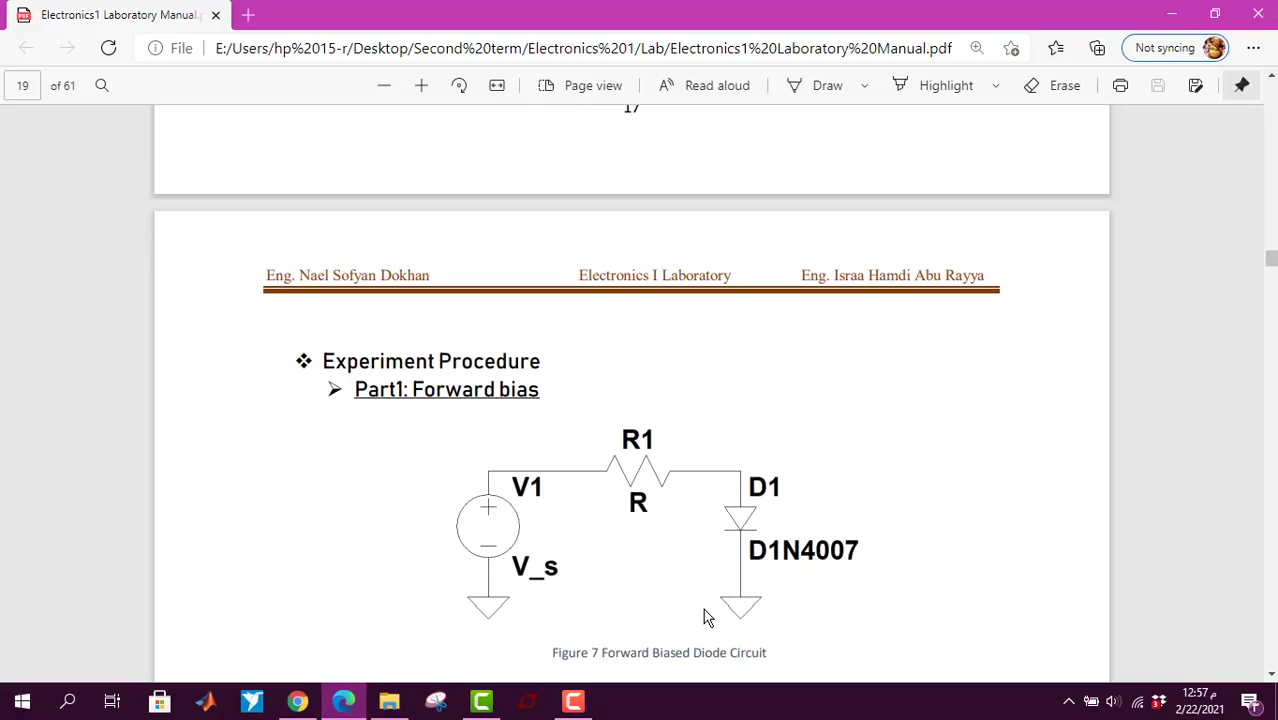 Electronics1 Laboratory Manual.p
File
E:/Users/hp%2015-r/Desktop/Second%20term/Electronics%201/Lab/Electronics1%20Laboratory%20Manual.pdf
Not syncing
19 of 61
Page view
Read aloud
Draw
Highlight
Erase
17
Eng. Nael Sofyan Dokhan Electronics I Laboratory Eng. Israa Hamdi Abu Rayya
❖ Experiment Procedure
➢ Part1: Forward bias
R1
V1
D1
R
D1N4007
V_s
Figure 7 Forward Biased Diode Circuit
12:57 م
2/22/2021